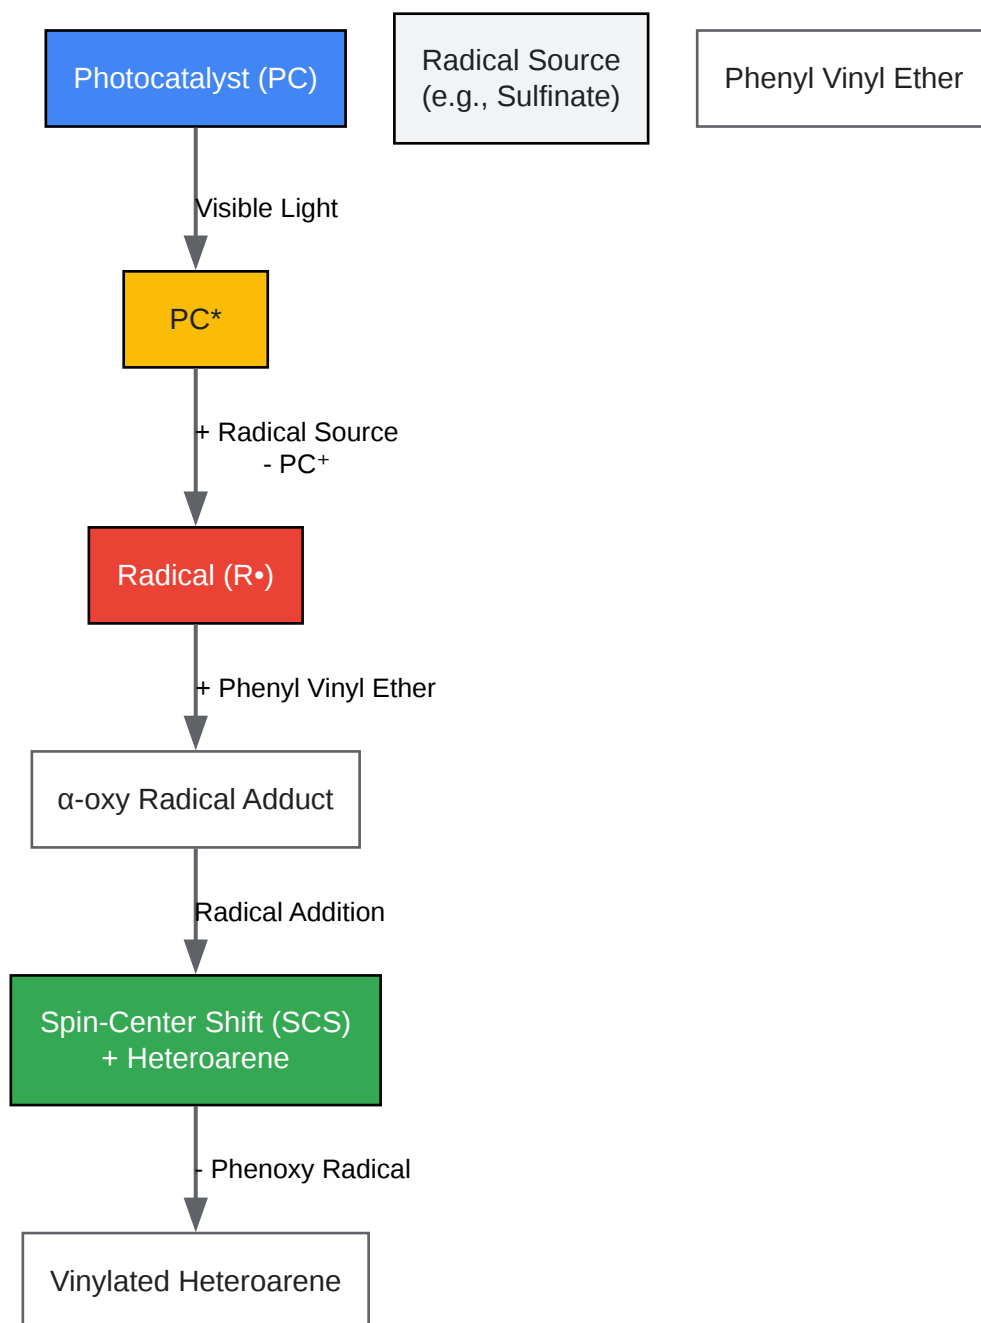 Photocatalyst (PC)
Radical Source
(e.g., Sulfinate)
Phenyl Vinyl Ether
Visible Light
PC*
+ Radical Source
- PC⁺
Radical (R•)
+ Phenyl Vinyl Ether
α-oxy Radical Adduct
Radical Addition
Spin-Center Shift (SCS)
+ Heteroarene
- Phenoxy Radical
Vinylated Heteroarene